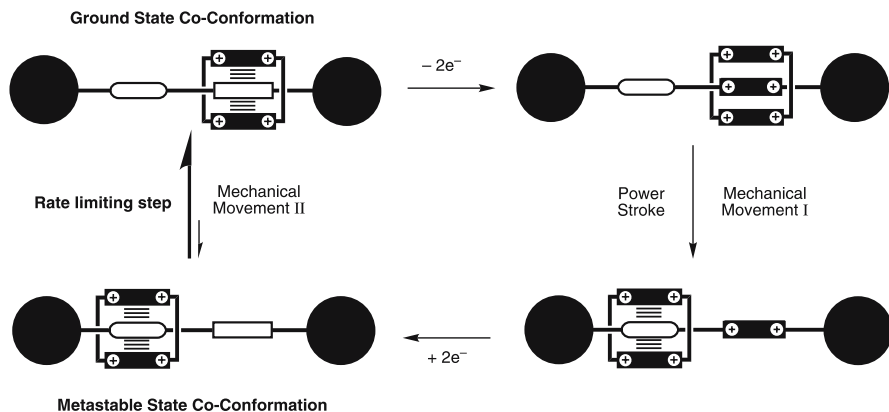 Ground State Co-Conformation
– 2e⁻
Rate limiting step
Mechanical
Movement II
Power
Stroke
Mechanical
Movement I
+ 2e⁻
Metastable State Co-Conformation